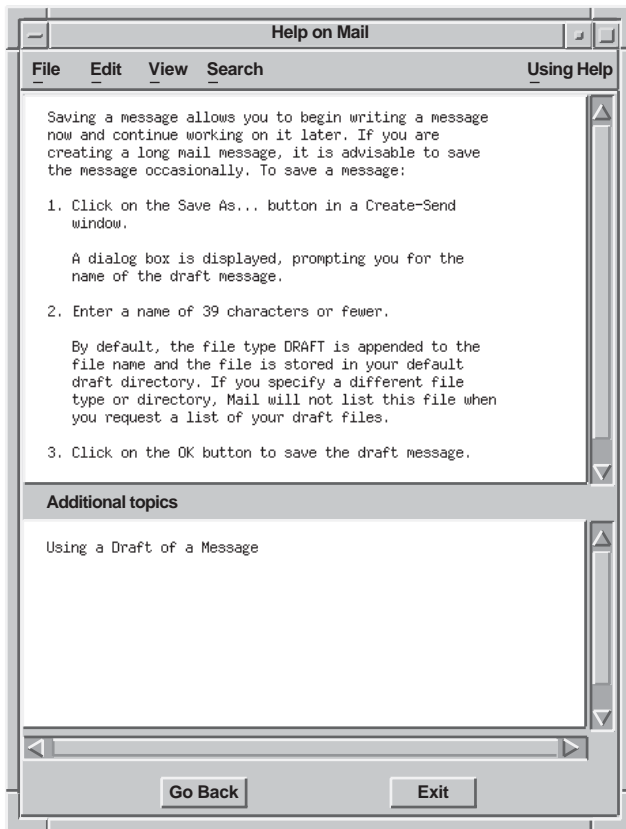 Help on Mail
File Edit View Search Using Help
Saving a message allows you to begin writing a message
now and continue working on it later. If you are
creating a long mail message, it is advisable to save
the message occasionally. To save a message:
1. Click on the Save As... button in a Create-Send
window.
A dialog box is displayed, prompting you for the
name of the draft message.
2. Enter a name of 39 characters or fewer.
By default, the file type DRAFT is appended to the
file name and the file is stored in your default
draft directory. If you specify a different file
type or directory, Mail will not list this file when
you request a list of your draft files.
3. Click on the OK button to save the draft message.
Additional topics
Using a Draft of a Message
Go Back Exit